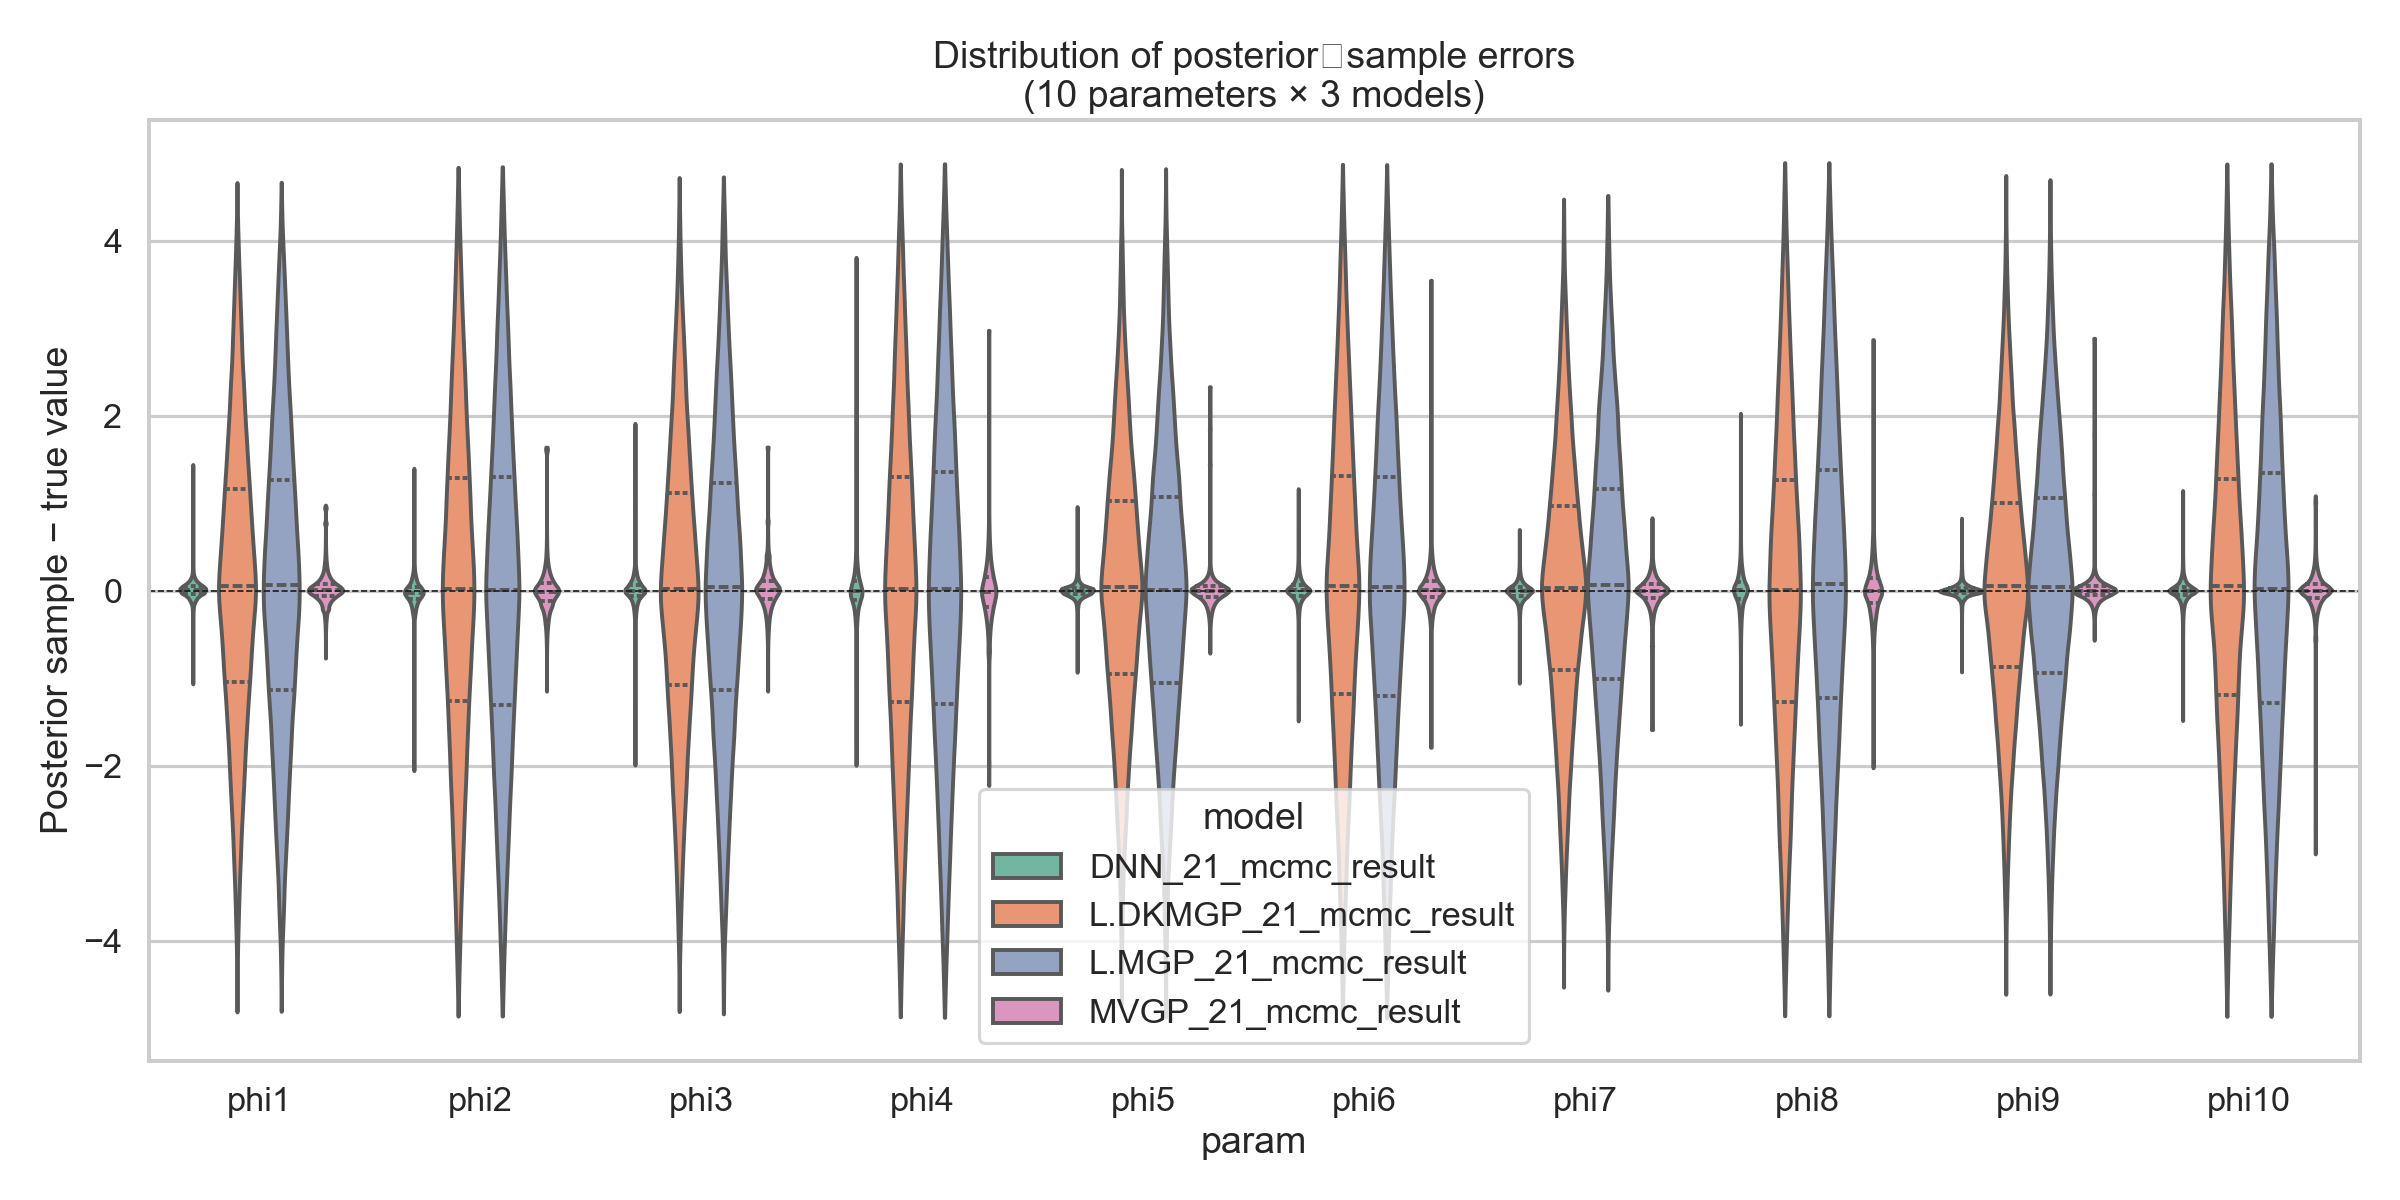 Distribution of posterior□sample errors
(10 parameters × 3 models)
Posterior sample − true value
4
2
0
−2
−4
model
DNN_21_mcmc_result
L.DKMGP_21_mcmc_result
L.MGP_21_mcmc_result
MVGP_21_mcmc_result
phi1 phi2 phi3 phi4 phi5 phi6 phi7 phi8 phi9 phi10
param